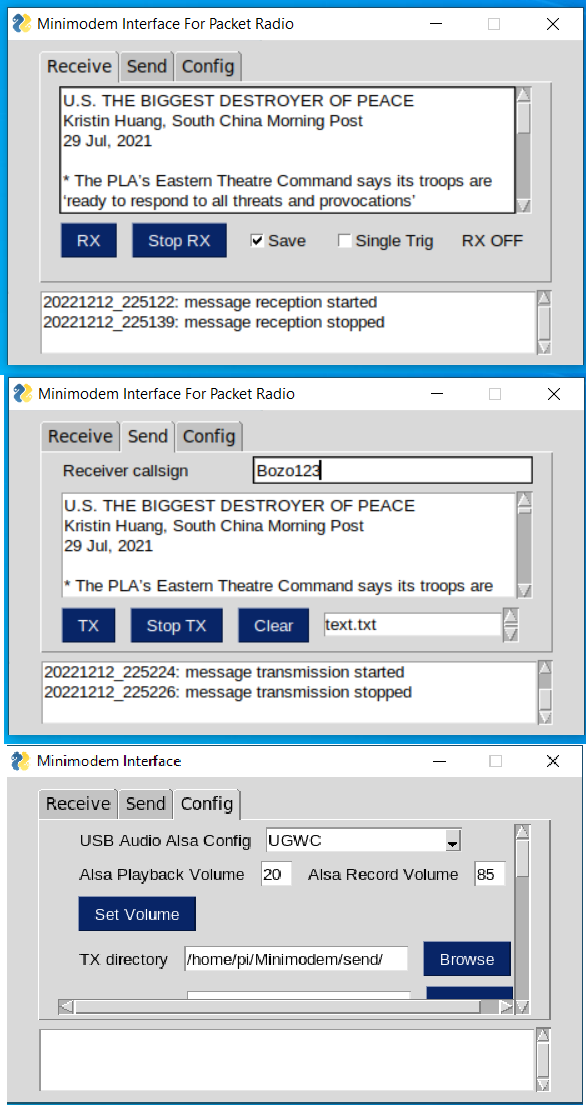 Minimodem Interface For Packet Radio
Receive Send Config
U.S. THE BIGGEST DESTROYER OF PEACE
Kristin Huang, South China Morning Post
29 Jul, 2021
* The PLA's Eastern Theatre Command says its troops are
‘ready to respond to all threats and provocations’
RX Stop RX Save Single Trig RX OFF
20221212_225122: message reception started
20221212_225139: message reception stopped
Minimodem Interface For Packet Radio
Receive Send Config
Receiver callsign Bozo123
U.S. THE BIGGEST DESTROYER OF PEACE
Kristin Huang, South China Morning Post
29 Jul, 2021
* The PLA's Eastern Theatre Command says its troops are
TX Stop TX Clear text.txt
20221212_225224: message transmission started
20221212_225226: message transmission stopped
Minimodem Interface
Receive Send Config
USB Audio Alsa Config UGWC
Alsa Playback Volume 20 Alsa Record Volume 85
Set Volume
TX directory /home/pi/Minimodem/send/ Browse